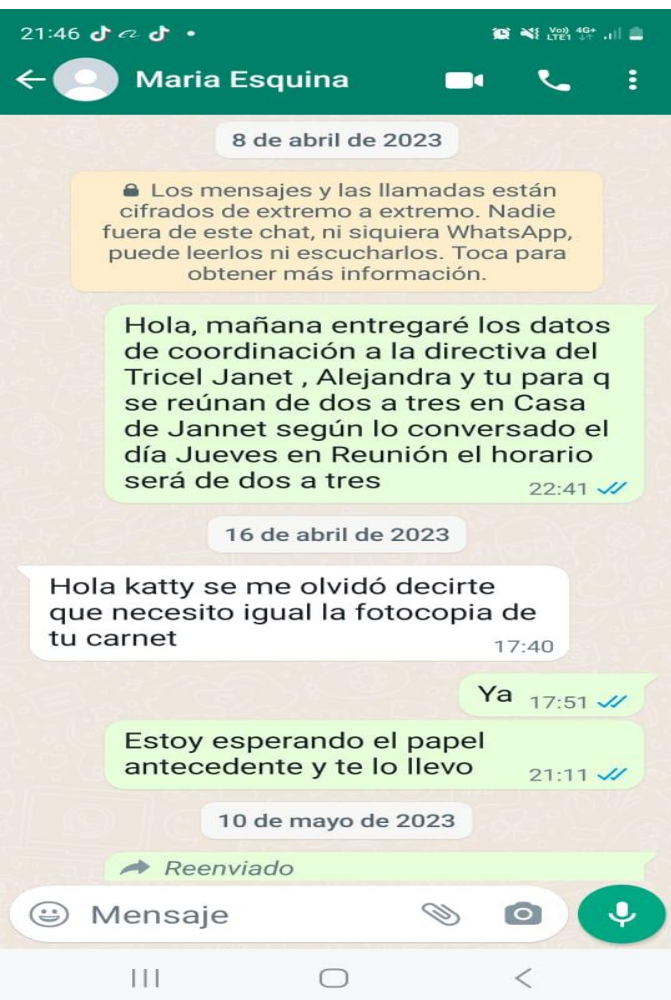 21:46
Vo)) 4G+
LTE1
Maria Esquina
8 de abril de 2023
Los mensajes y las llamadas están
cifrados de extremo a extremo. Nadie
fuera de este chat, ni siquiera WhatsApp,
puede leerlos ni escucharlos. Toca para
obtener más información.
Hola, mañana entregaré los datos
de coordinación a la directiva del
Tricel Janet , Alejandra y tu para q
se reúnan de dos a tres en Casa
de Jannet según lo conversado el
día Jueves en Reunión el horario
será de dos a tres
22:41
16 de abril de 2023
Hola katty se me olvidó decirte
que necesito igual la fotocopia de
tu carnet
17:40
Ya 17:51
Estoy esperando el papel
antecedente y te lo llevo
21:11
10 de mayo de 2023
Reenviado
Mensaje